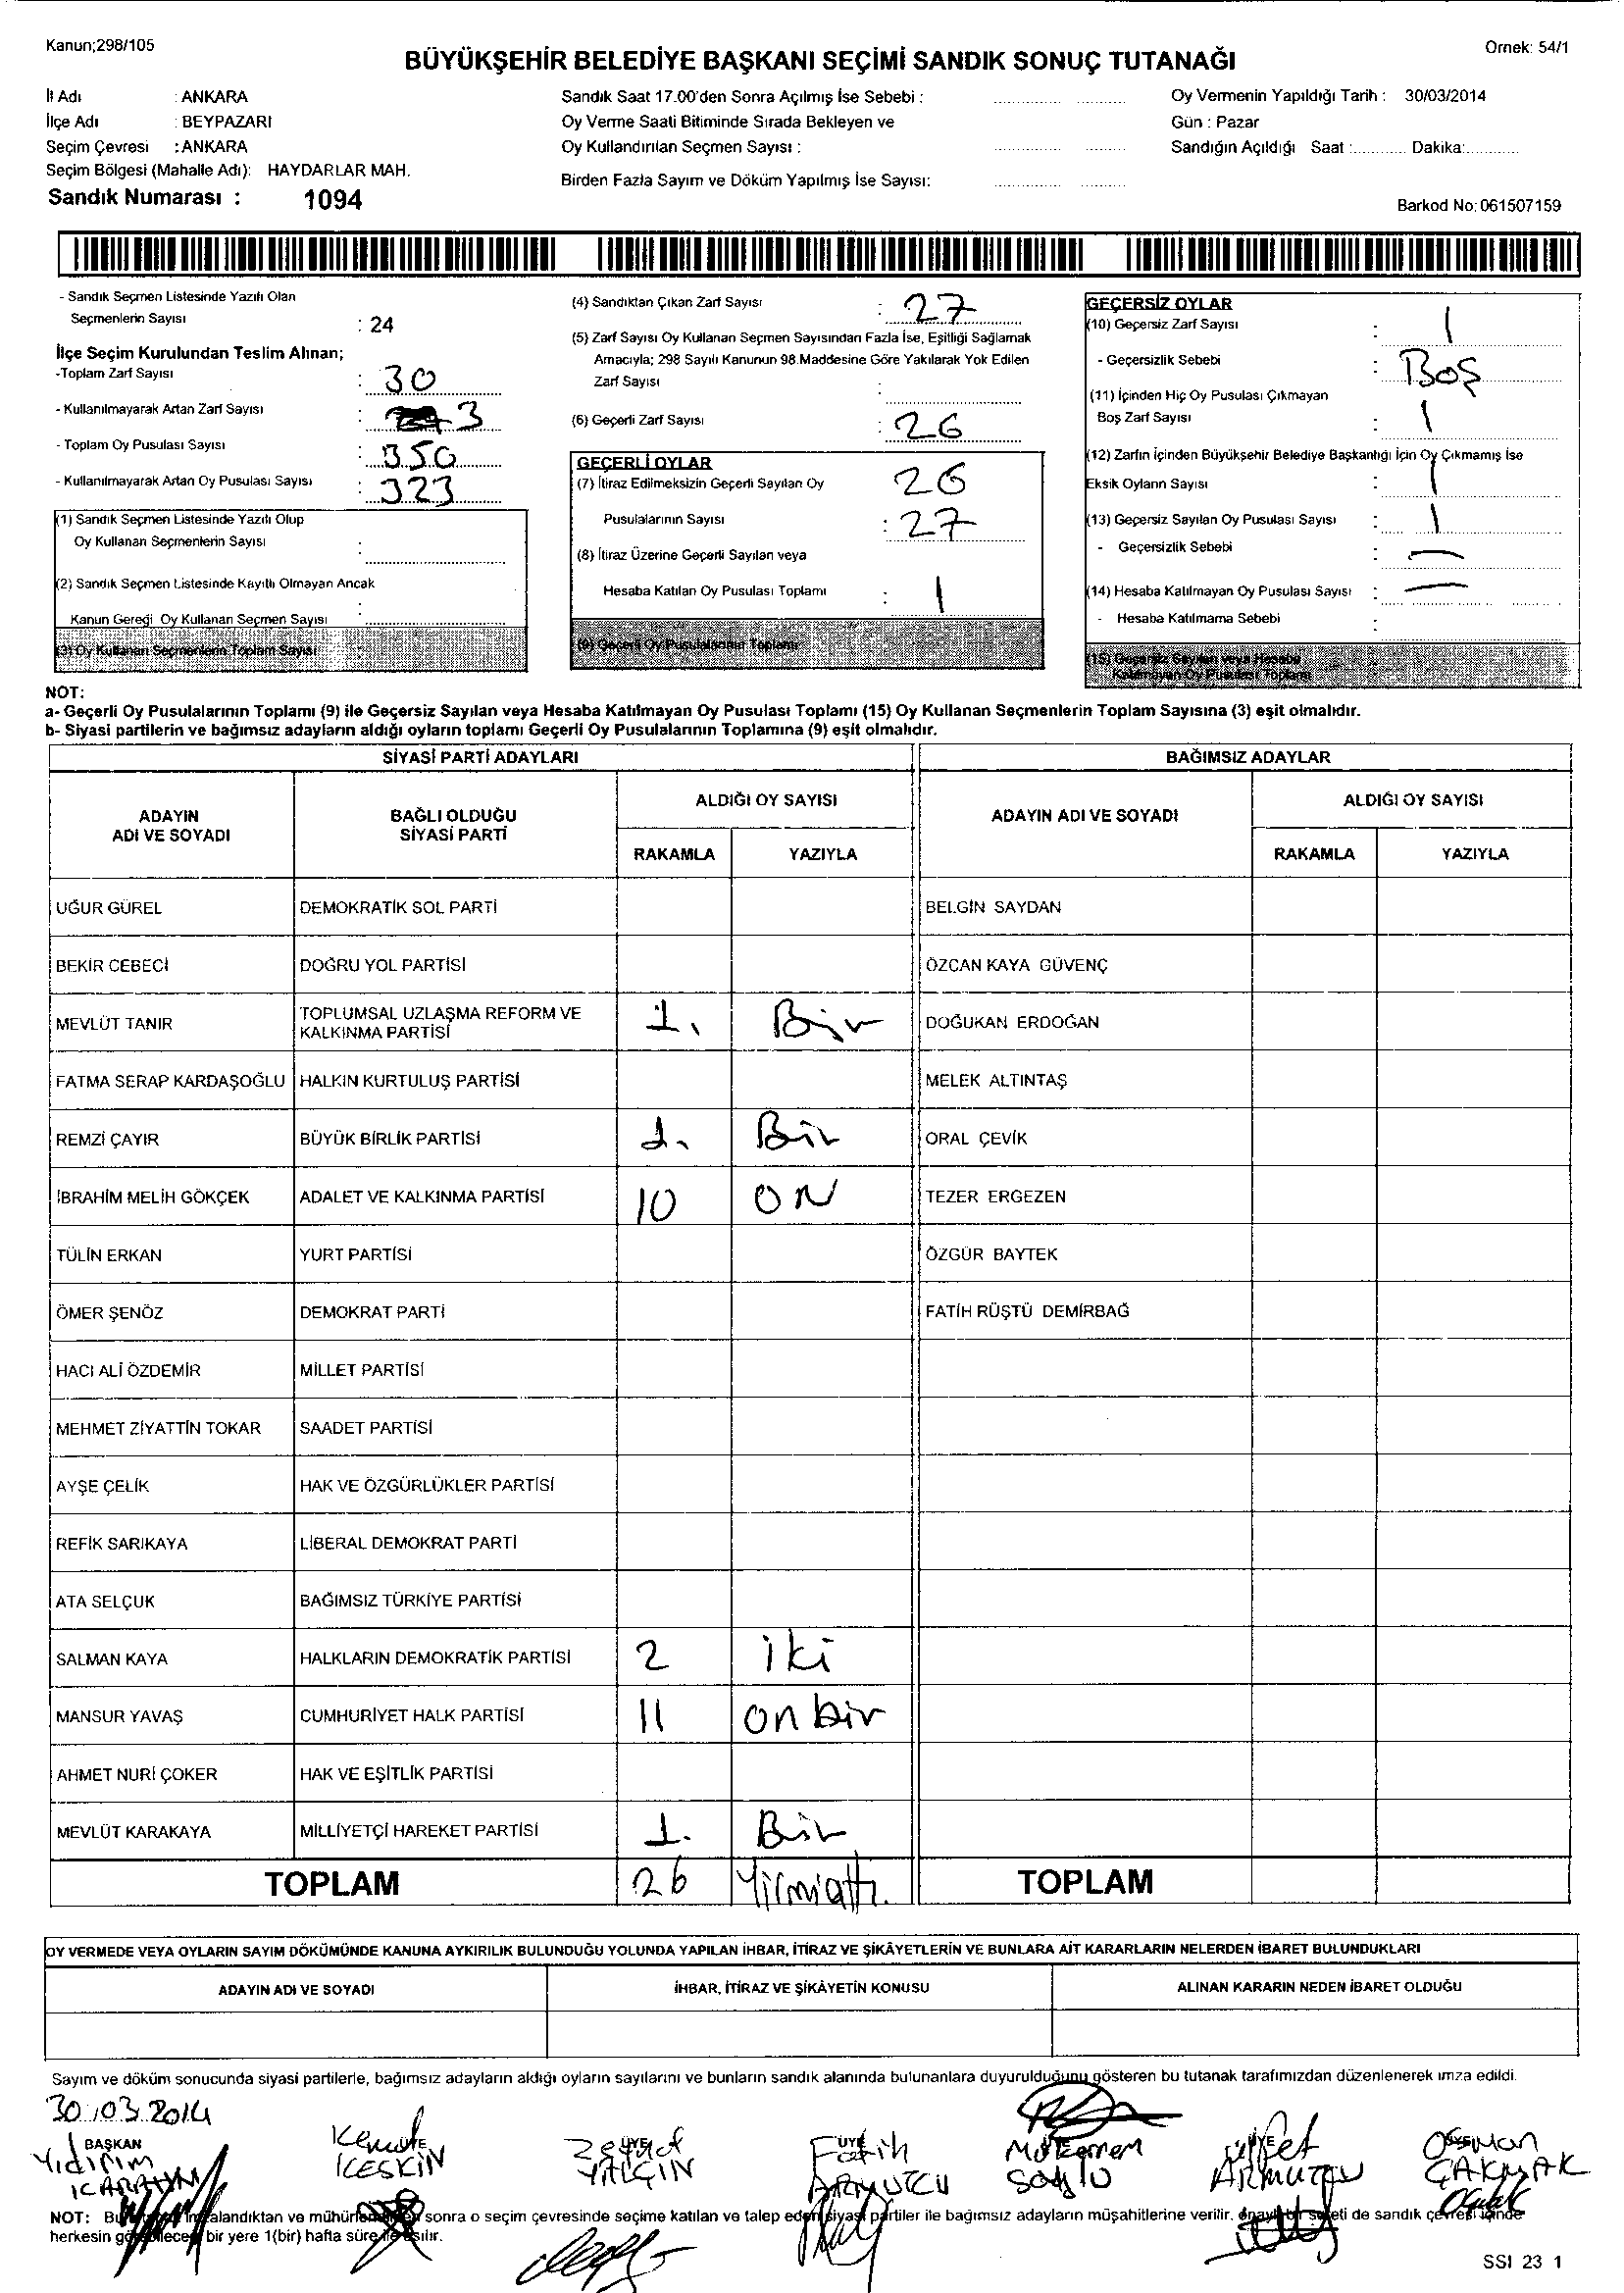 Kanun;298/105
Ornek: 54/1
BÜYÜKŞEHİR BELEDİYE BAŞKANI SEÇİMİ SANDIK SONUÇ TUTANAĞI
İl Adı : ANKARA
İlçe Adı : BEYPAZARI
Seçim Çevresi : ANKARA
Seçim Bölgesi (Mahalle Adı): HAYDARLAR MAH.
Sandık Numarası : 1094
Sandık Saat 17.00'den Sonra Açılmış İse Sebebi :
Oy Verme Saati Bitiminde Sırada Bekleyen ve
Oy Kullandırılan Seçmen Sayısı :
Birden Fazla Sayım ve Döküm Yapılmış İse Sayısı:
Oy Vermenin Yapıldığı Tarih : 30/03/2014
Gün : Pazar
Sandığın Açıldığı Saat :............ Dakika:............
Barkod No: 061507159
- Sandık Seçmen Listesinde Yazılı Olan
Seçmenlerin Sayısı : 24
İlçe Seçim Kurulundan Teslim Alınan;
-Toplam Zarf Sayısı : 30
- Kullanılmayarak Artan Zarf Sayısı : 3
- Toplam Oy Pusulası Sayısı : 350
- Kullanılmayarak Artan Oy Pusulası Sayısı : 323
(1) Sandık Seçmen Listesinde Yazılı Olup
Oy Kullanan Seçmenlerin Sayısı :
(2) Sandık Seçmen Listesinde Kayıtlı Olmayan Ancak
Kanun Gereği Oy Kullanan Seçmen Sayısı :
(3) Oy Kullanan Seçmenlerin Toplam Sayısı
(4) Sandıktan Çıkan Zarf Sayısı : 27
(5) Zarf Sayısı Oy Kullanan Seçmen Sayısından Fazla İse, Eşitliği Sağlamak
Amacıyla; 298 Sayılı Kanunun 98.Maddesine Göre Yakılarak Yok Edilen
Zarf Sayısı :
(6) Geçerli Zarf Sayısı : 26
GEÇERLİ OYLAR
(7) İtiraz Edilmeksizin Geçerli Sayılan Oy 26
Pusulalarının Sayısı : 27
(8) İtiraz Üzerine Geçerli Sayılan veya
Hesaba Katılan Oy Pusulası Toplamı : 1
(9) Geçerli Oy Pusulalarının Toplamı
GEÇERSİZ OYLAR
(10) Geçersiz Zarf Sayısı : 1
- Geçersizlik Sebebi : Boş
(11) İçinden Hiç Oy Pusulası Çıkmayan
Boş Zarf Sayısı : 1
(12) Zarfın İçinden Büyükşehir Belediye Başkanlığı İçin Oy Çıkmamış İse
Eksik Oyların Sayısı : 1
(13) Geçersiz Sayılan Oy Pusulası Sayısı : 1
- Geçersizlik Sebebi : —
(14) Hesaba Katılmayan Oy Pusulası Sayısı : —
- Hesaba Katılmama Sebebi :
(15) Geçersiz Sayılan veya Hesaba
Katılmayan Oy Pusulası Toplamı
NOT:
a- Geçerli Oy Pusulalarının Toplamı (9) ile Geçersiz Sayılan veya Hesaba Katılmayan Oy Pusulası Toplamı (15) Oy Kullanan Seçmenlerin Toplam Sayısına (3) eşit olmalıdır.
b- Siyasi partilerin ve bağımsız adayların aldığı oyların toplamı Geçerli Oy Pusulalarının Toplamına (9) eşit olmalıdır.
SİYASİ PARTİ ADAYLARI BAĞIMSIZ ADAYLAR
ADAYIN ADI VE SOYADI BAĞLI OLDUĞU SİYASİ PARTİ ALDIĞI OY SAYISI ADAYIN ADI VE SOYADI ALDIĞI OY SAYISI
RAKAMLA YAZIYLA RAKAMLA YAZIYLA
UĞUR GÜREL DEMOKRATİK SOL PARTİ BELGİN SAYDAN
BEKİR CEBECİ DOĞRU YOL PARTİSİ ÖZCAN KAYA GÜVENÇ
MEVLÜT TANIR TOPLUMSAL UZLAŞMA REFORM VE KALKINMA PARTİSİ 1. Bir DOĞUKAN ERDOĞAN
FATMA SERAP KARDAŞOĞLU HALKIN KURTULUŞ PARTİSİ MELEK ALTINTAŞ
REMZİ ÇAYIR BÜYÜK BİRLİK PARTİSİ 1. Bir ORAL ÇEVİK
İBRAHİM MELİH GÖKÇEK ADALET VE KALKINMA PARTİSİ 10 ON TEZER ERGEZEN
TÜLİN ERKAN YURT PARTİSİ ÖZGÜR BAYTEK
ÖMER ŞENÖZ DEMOKRAT PARTİ FATİH RÜŞTÜ DEMİRBAĞ
HACI ALİ ÖZDEMİR MİLLET PARTİSİ
MEHMET ZİYATTİN TOKAR SAADET PARTİSİ
AYŞE ÇELİK HAK VE ÖZGÜRLÜKLER PARTİSİ
REFİK SARIKAYA LİBERAL DEMOKRAT PARTİ
ATA SELÇUK BAĞIMSIZ TÜRKİYE PARTİSİ
SALMAN KAYA HALKLARIN DEMOKRATİK PARTİSİ 2 iki
MANSUR YAVAŞ CUMHURİYET HALK PARTİSİ 11 on bir
AHMET NURİ ÇOKER HAK VE EŞİTLİK PARTİSİ
MEVLÜT KARAKAYA MİLLİYETÇİ HAREKET PARTİSİ 1. Bir
TOPLAM 26 Yirmialtı. TOPLAM
OY VERMEDE VEYA OYLARIN SAYIM DÖKÜMÜNDE KANUNA AYKIRILIK BULUNDUĞU YOLUNDA YAPILAN İHBAR, İTİRAZ VE ŞİKÂYETLERİN VE BUNLARA AİT KARARLARIN NELERDEN İBARET BULUNDUKLARI
ADAYIN ADI VE SOYADI İHBAR, İTİRAZ VE ŞİKÂYETİN KONUSU ALINAN KARARIN NEDEN İBARET OLDUĞU
Sayım ve döküm sonucunda siyasi partilerle, bağımsız adayların aldığı oyların sayılarını ve bunların sandık alanında bulunanlara duyurulduğunu gösteren bu tutanak tarafımızdan düzenlenerek imza edildi.
30.03.2014
BAŞKAN ÜYE ÜYE ÜYE ÜYE ÜYE
Yıldırım Zeynel Fatih Osman
KESKİN YALÇIN ARMUTCU ARMUTCU ÇAKMAK
NOT: sonra o seçim çevresinde seçime katılan ve talep eden siyasi partiler ile bağımsız adayların müşahitlerine verilir. de sandık çevresi içinde
herkesin görebileceği bir yere 1(bir) hafta süre ile asılır.
SSI 23 1